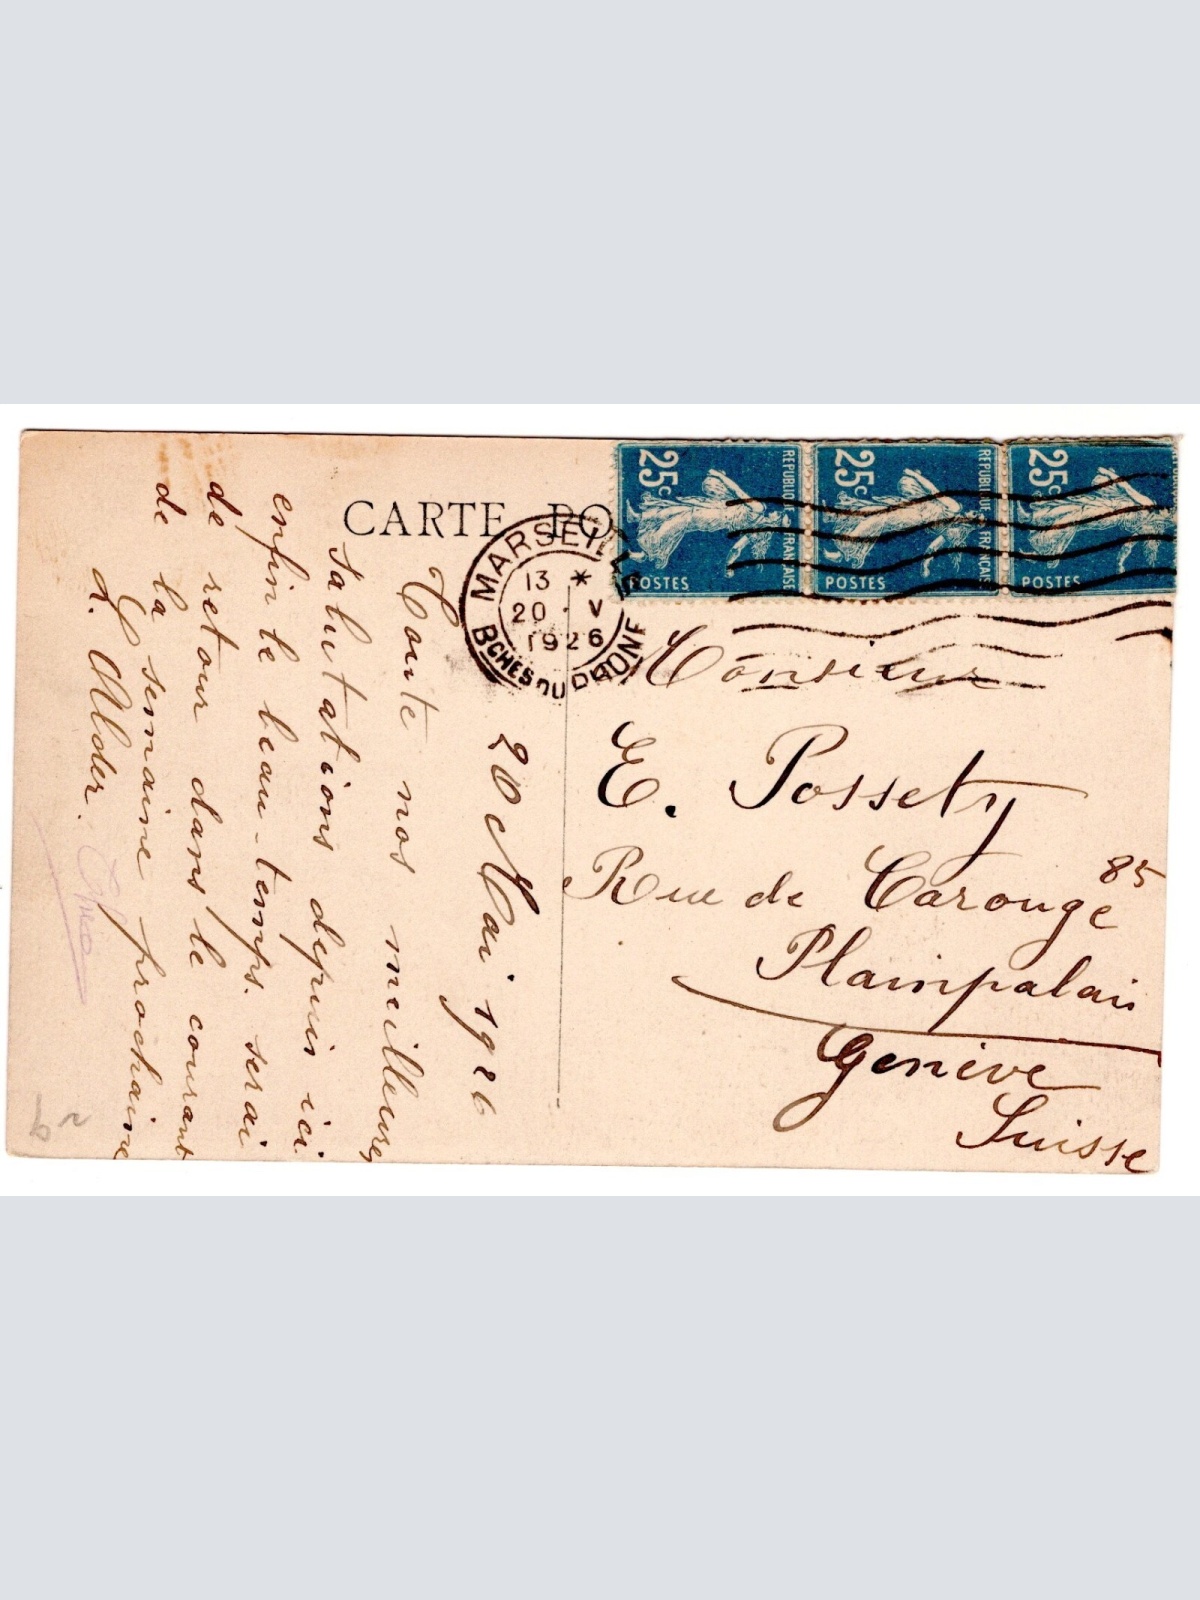 CARTE PO
MARSEILLE
13 *
20 V
1926
BCHES DU RHONE
25c
REPUBLIQUE FRANCAISE
POSTES
25c
REPUBLIQUE FRANCAISE
POSTES
25c
POSTES
20 Mai 1926
Toute nos meilleures
salutations depuis ici.
enfin le beau-temps. serai
de retour dans le courant
de la semaine prochaine
Monsieur
E. Possety
Rue de Carouge 85
Plainpalais
Genève
Suisse